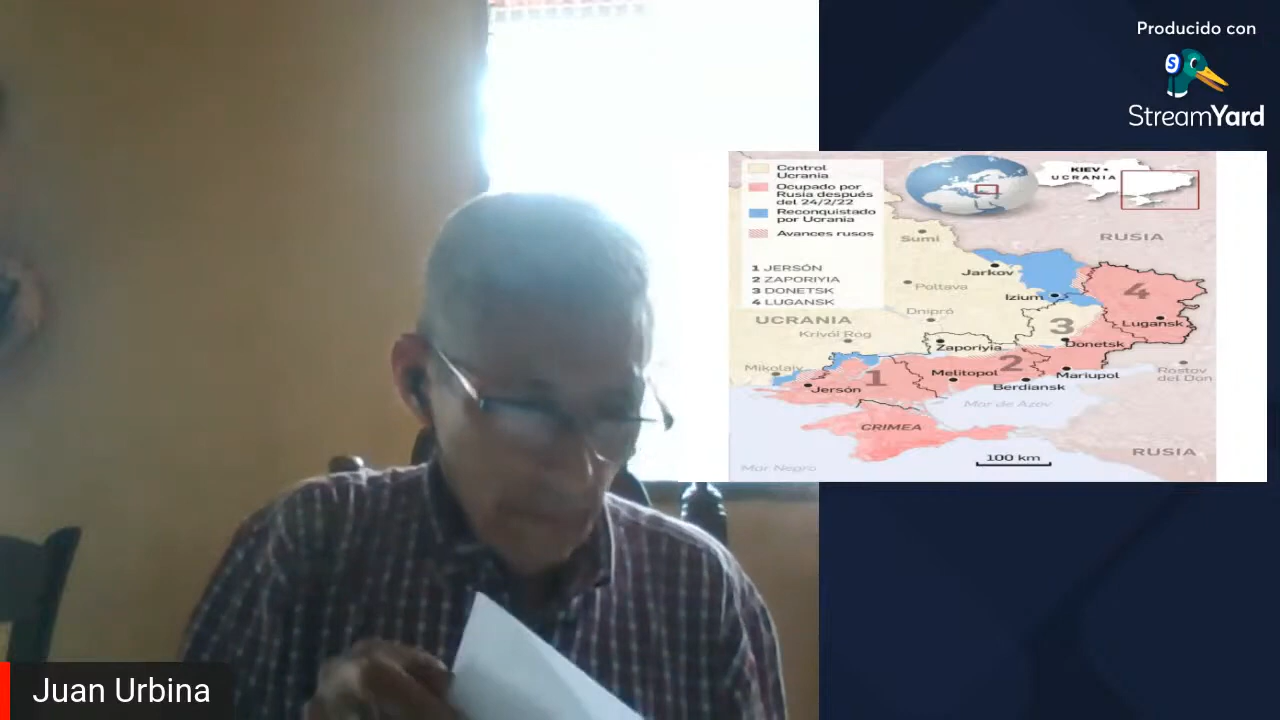 Producido con
S
StreamYard
Control
Ucrania
Ocupado por
Rusia después
del 24/2/22
Reconquistado
por Ucrania
Avances rusos
1 JERSÓN
2 ZAPORIYIA
3 DONETSK
4 LUGANSK
KIEV
UCRANIA
RUSIA
Sumi
Jarkov
Poltava
Izium
4
Dnipró
UCRANIA
3
Lugansk
Krivói Rog
Zaporiyia
Donetsk
2
Mikolaiv
1
Melitopol
Mariupol
Rostov
del Don
Jersón
Berdiansk
Mar de Azov
CRIMEA
RUSIA
100 km
Mar Negro
Juan Urbina